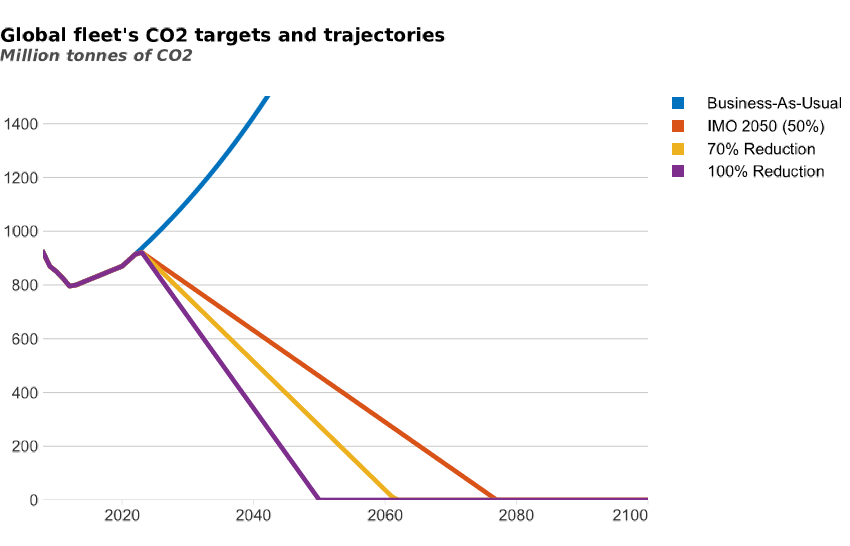 Global fleet's CO2 targets and trajectories
Million tonnes of CO2
Business-As-Usual
IMO 2050 (50%)
70% Reduction
100% Reduction
1400
1200
1000
800
600
400
200
0
2020
2040
2060
2080
2100